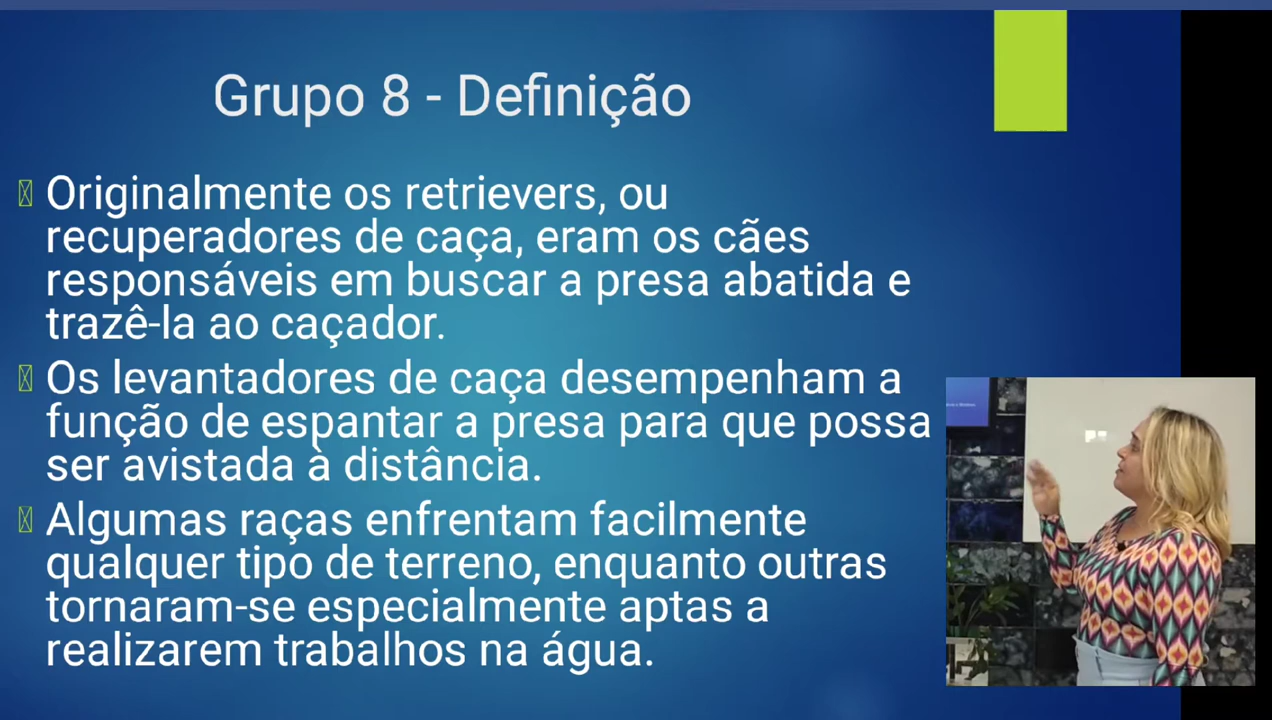 Grupo 8 - Definição
Originalmente os retrievers, ou
recuperadores de caça, eram os cães
responsáveis em buscar a presa abatida e
trazê-la ao caçador.
Os levantadores de caça desempenham a
função de espantar a presa para que possa
ser avistada à distância.
Algumas raças enfrentam facilmente
qualquer tipo de terreno, enquanto outras
tornaram-se especialmente aptas a
realizarem trabalhos na água.